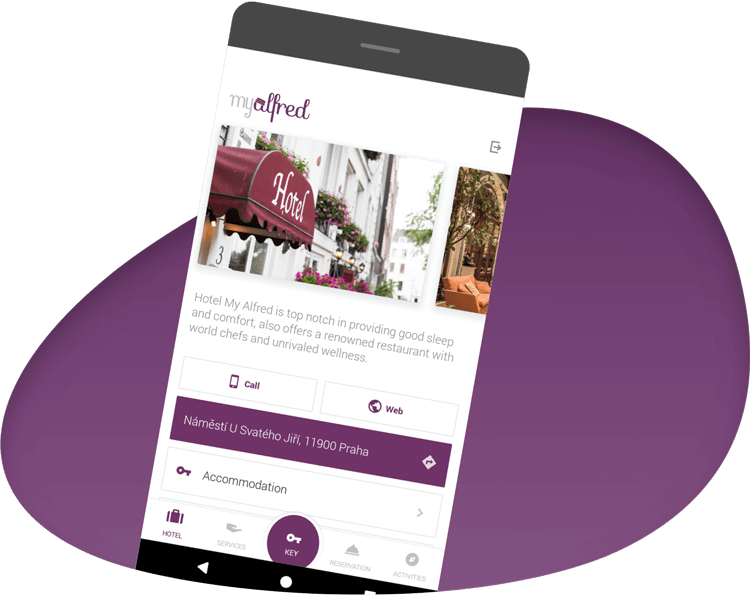 myalfred
Hotel
3
Hotel My Alfred is top notch in providing good sleep
and comfort, also offers a renowned restaurant with
world chefs and unrivaled wellness.
Call
Web
Náměstí U Svatého Jiří, 11900 Praha
Accommodation
HOTEL
SERVICES
KEY
RESERVATION
ACTIVITIES